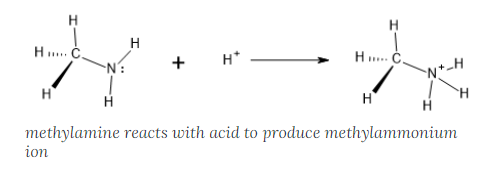 H
H C H
N:
H H
+
H+
H
H C
N+ H
H H H
methylamine reacts with acid to produce methylammonium
ion